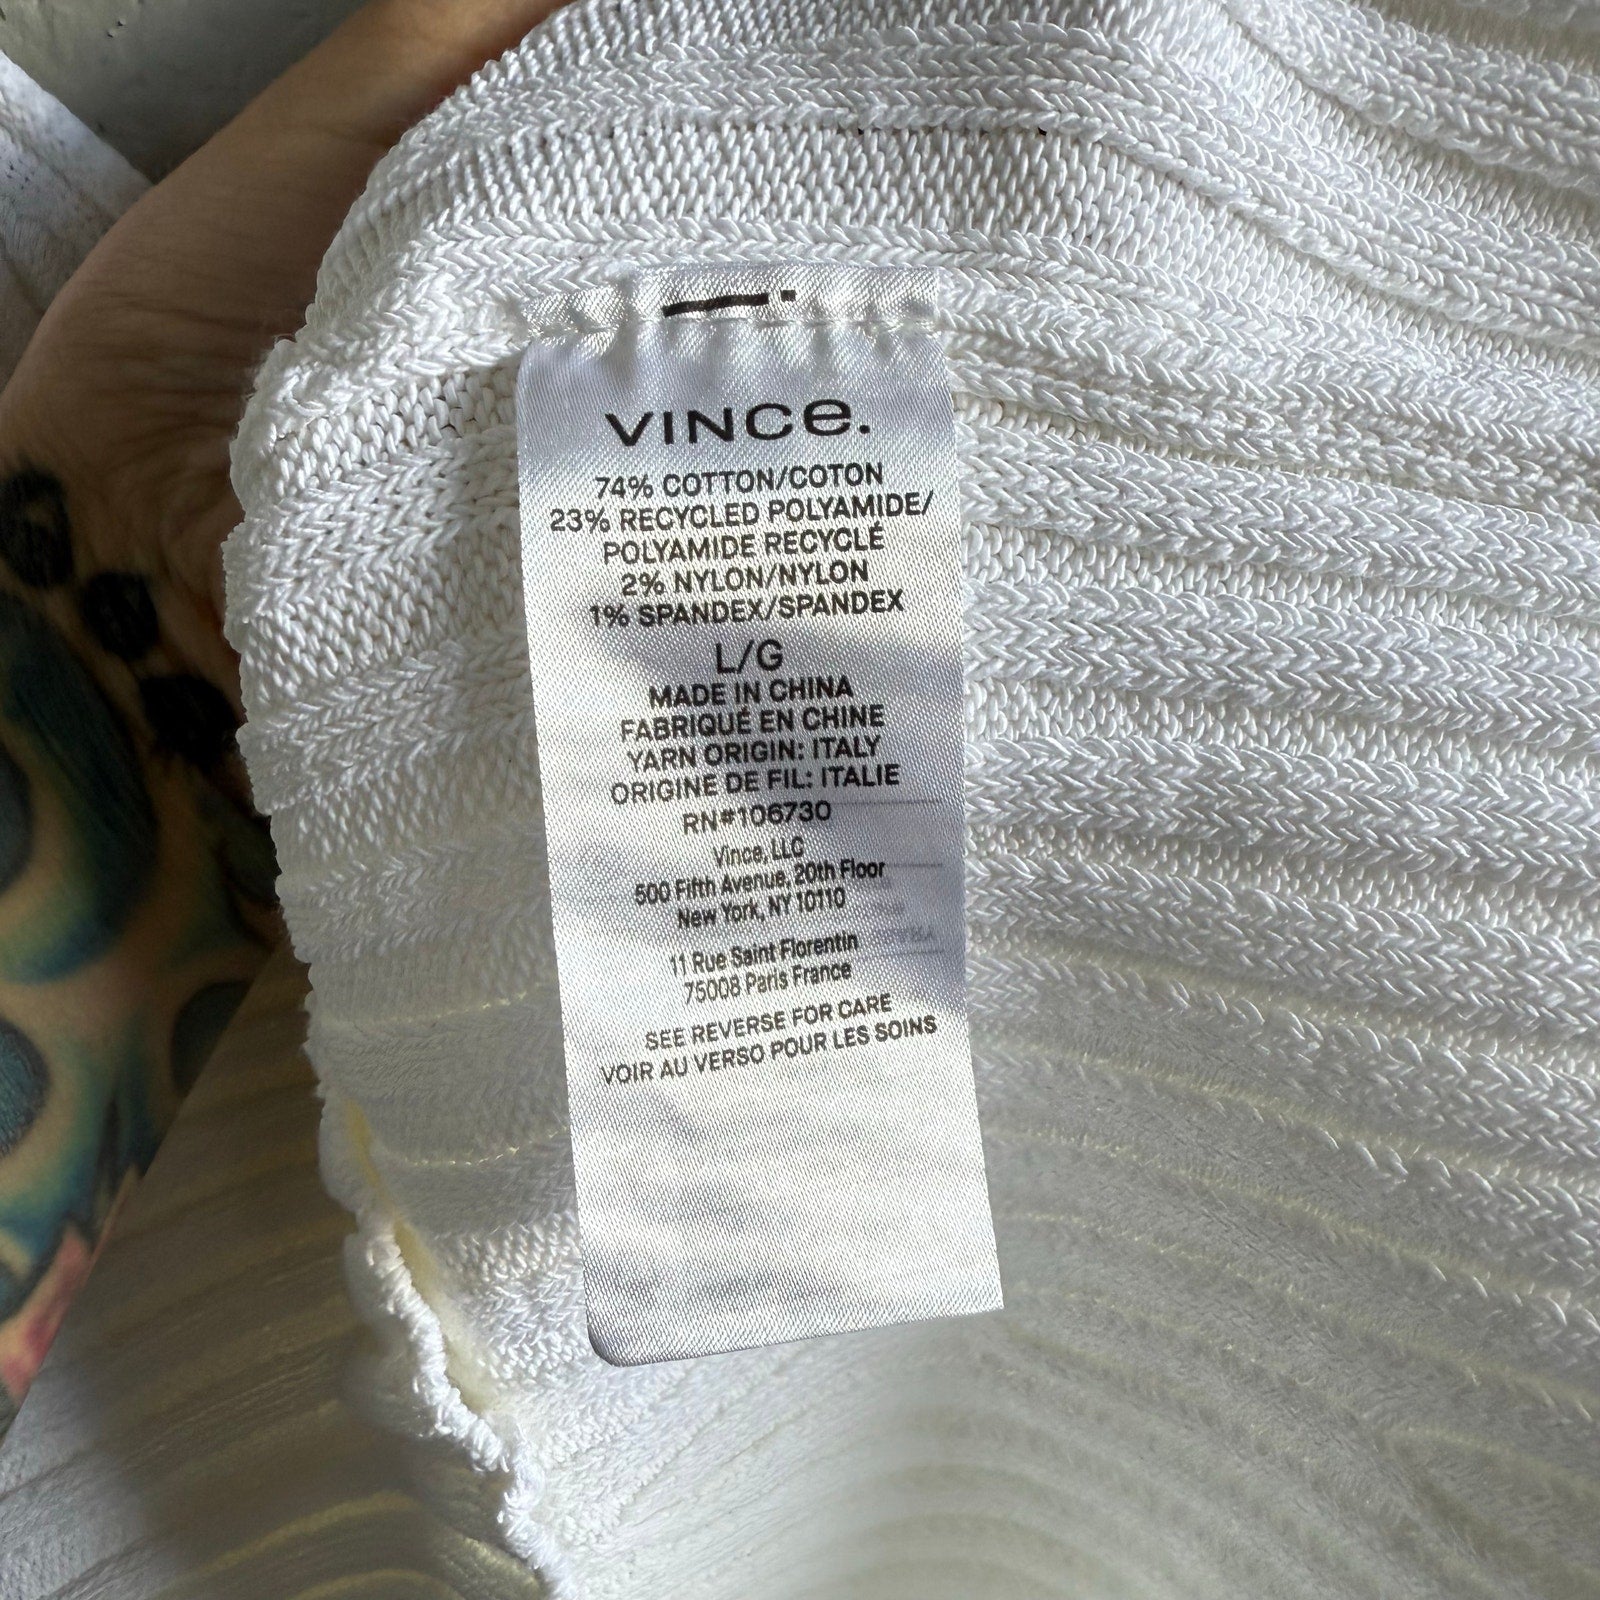 VINCE.
74% COTTON/COTON
23% RECYCLED POLYAMIDE/
POLYAMIDE RECYCLÉ
2% NYLON/NYLON
1% SPANDEX/SPANDEX
L/G
MADE IN CHINA
FABRIQUÉ EN CHINE
YARN ORIGIN: ITALY
ORIGINE DE FIL: ITALIE
RN#106730
Vince, LLC
500 Fifth Avenue, 20th Floor
New York, NY 10110
11 Rue Saint Florentin
75008 Paris France
SEE REVERSE FOR CARE
VOIR AU VERSO POUR LES SOINS